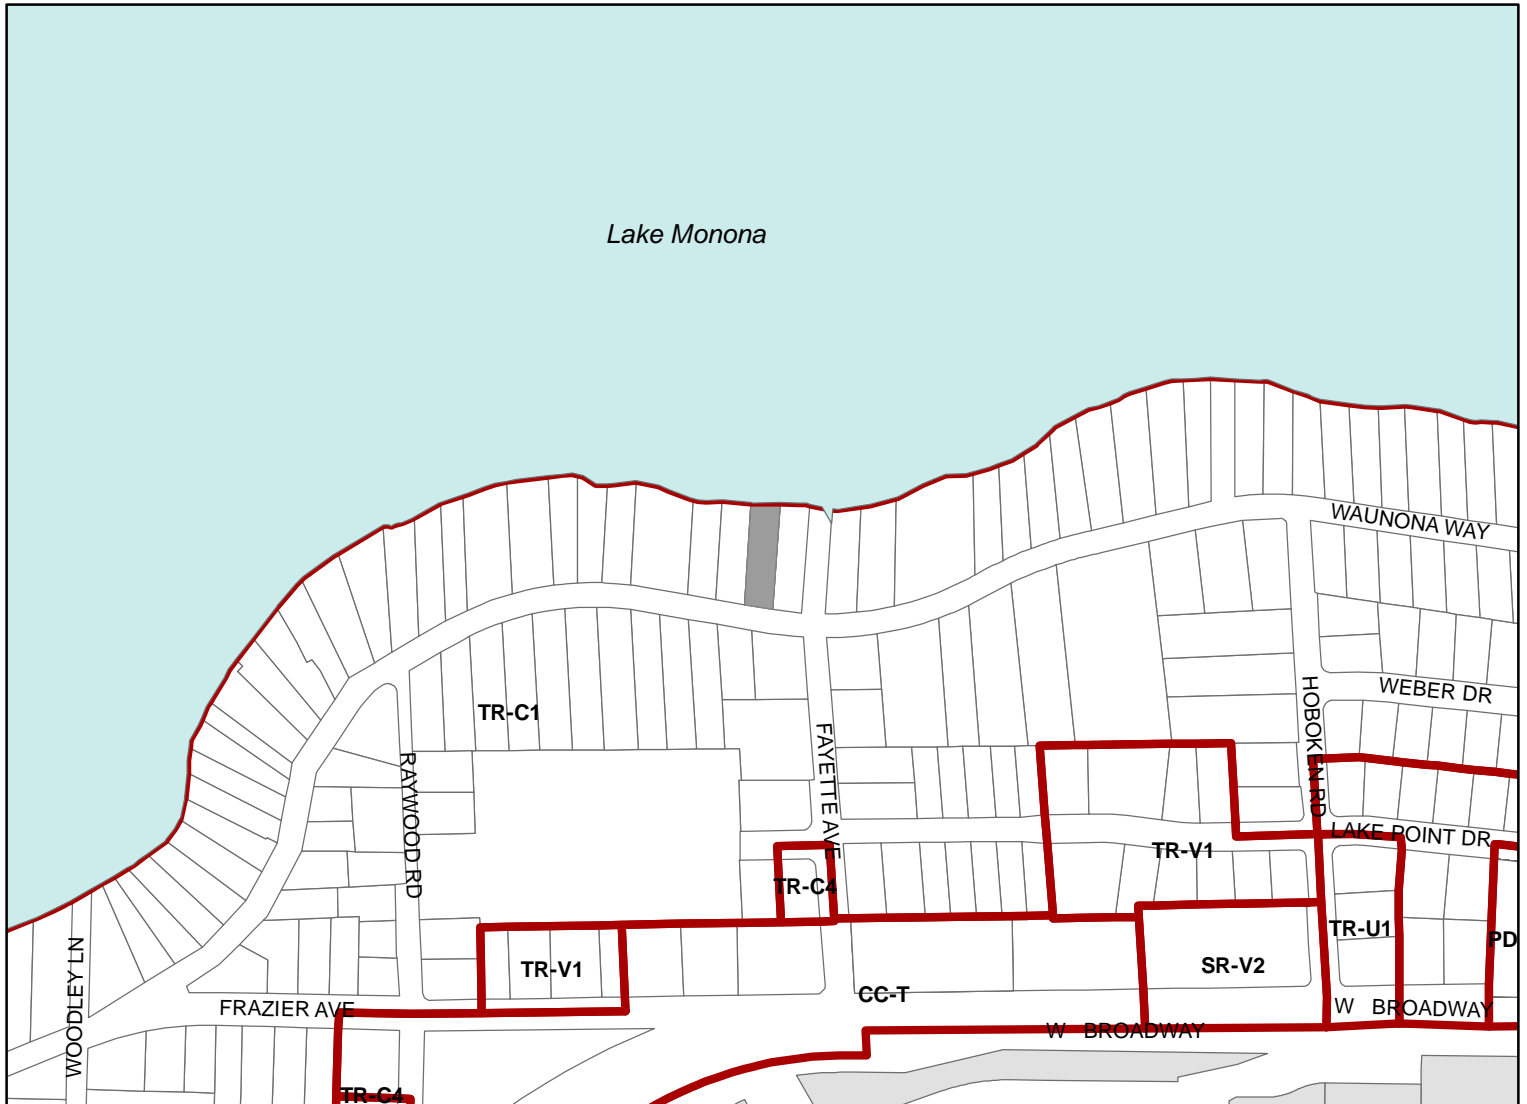 Lake Monona
WAUNONA WAY
WEBER DR
TR-C1
HOBOKEN RD
FAYETTE AVE
RAYWOOD RD
LAKE POINT DR
TR-V1
TR-C4
TR-U1
PD
TR-V1
SR-V2
CC-T
WOODLEY LN
FRAZIER AVE
W BROADWAY
W BROADWAY
TR-C4